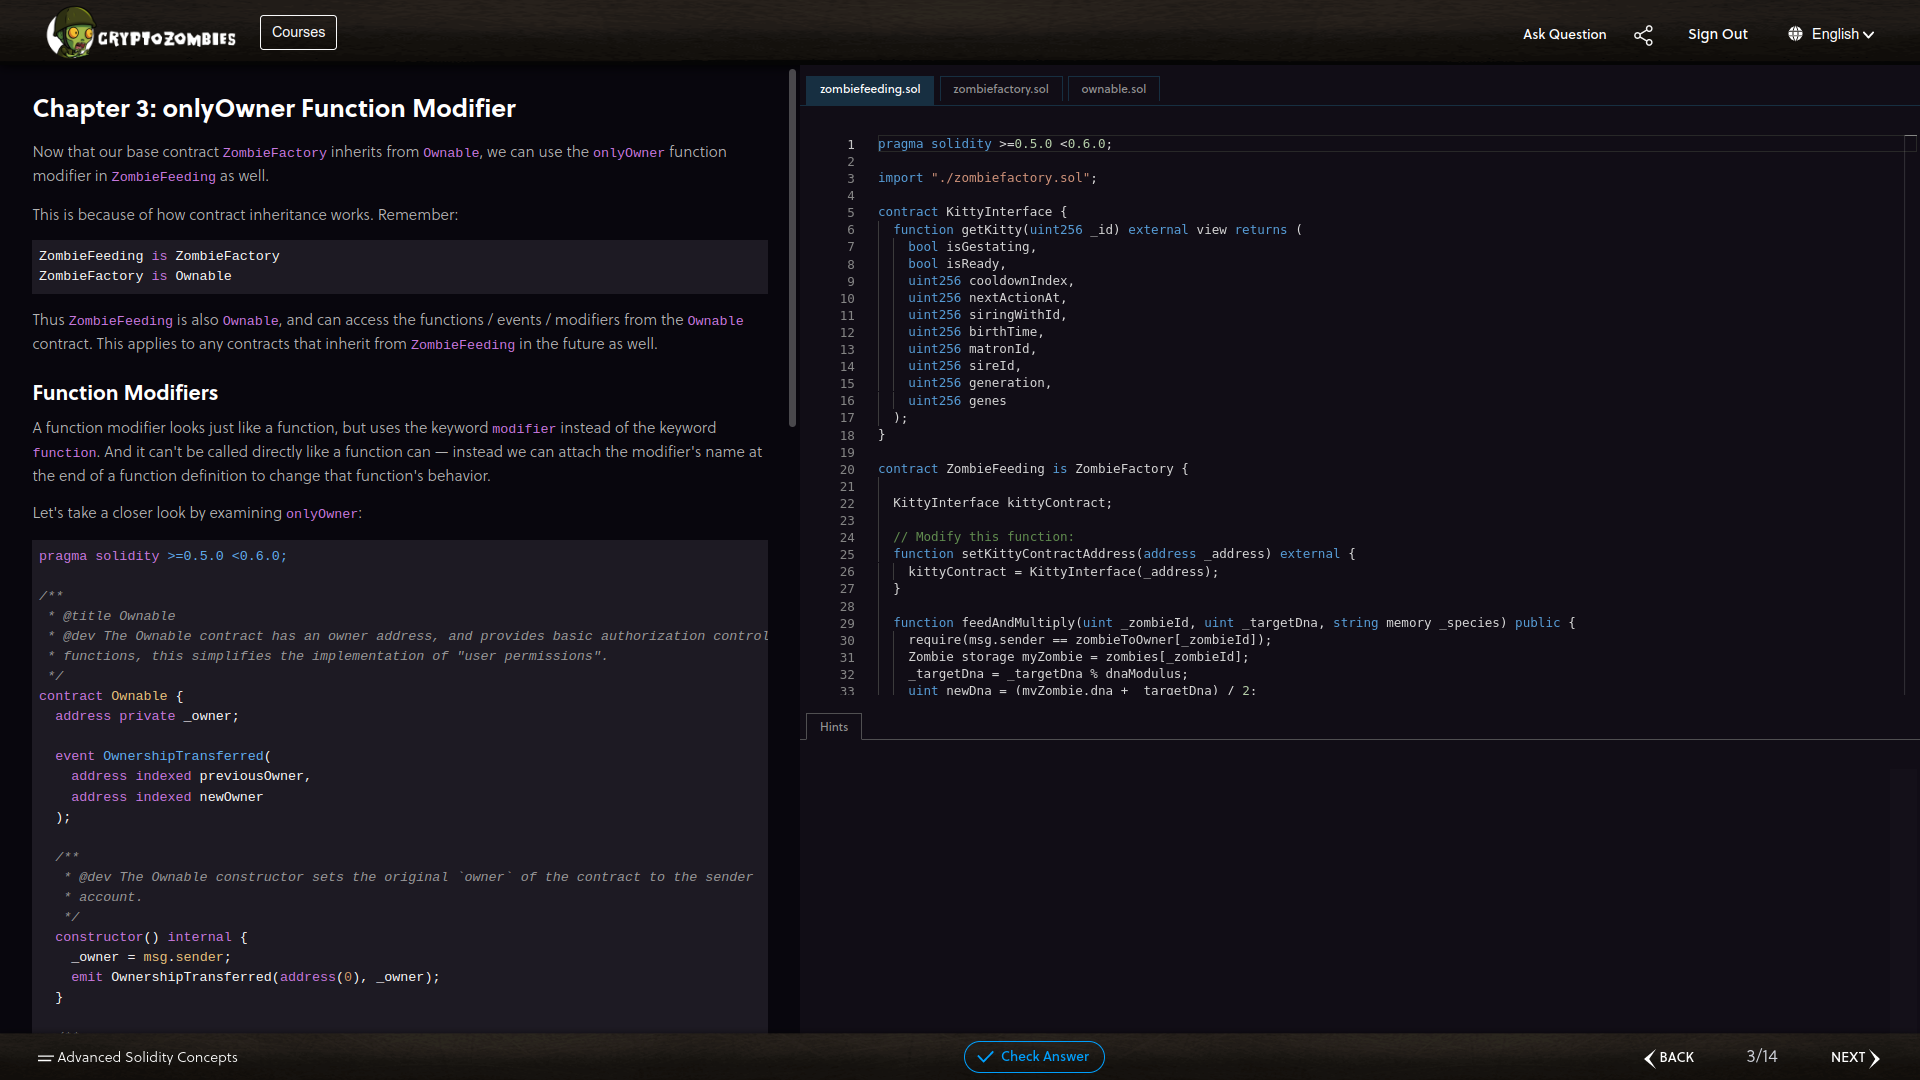 CRYPTOZOMBIES
Courses
Ask Question
Sign Out
English
Chapter 3: onlyOwner Function Modifier
Now that our base contract ZombieFactory inherits from Ownable, we can use the onlyOwner function
modifier in ZombieFeeding as well.
This is because of how contract inheritance works. Remember:
ZombieFeeding is ZombieFactory
ZombieFactory is Ownable
Thus ZombieFeeding is also Ownable, and can access the functions / events / modifiers from the Ownable
contract. This applies to any contracts that inherit from ZombieFeeding in the future as well.
Function Modifiers
A function modifier looks just like a function, but uses the keyword modifier instead of the keyword
function. And it can't be called directly like a function can — instead we can attach the modifier's name at
the end of a function definition to change that function's behavior.
Let's take a closer look by examining onlyOwner:
pragma solidity >=0.5.0 <0.6.0;
/**
* @title Ownable
* @dev The Ownable contract has an owner address, and provides basic authorization control
* functions, this simplifies the implementation of "user permissions".
*/
contract Ownable {
address private _owner;
event OwnershipTransferred(
address indexed previousOwner,
address indexed newOwner
);
/**
* @dev The Ownable constructor sets the original `owner` of the contract to the sender
* account.
*/
constructor() internal {
_owner = msg.sender;
emit OwnershipTransferred(address(0), _owner);
}
zombiefeeding.sol
zombiefactory.sol
ownable.sol
1 pragma solidity >=0.5.0 <0.6.0;
2
3 import "./zombiefactory.sol";
4
5 contract KittyInterface {
6 function getKitty(uint256 _id) external view returns (
7 bool isGestating,
8 bool isReady,
9 uint256 cooldownIndex,
10 uint256 nextActionAt,
11 uint256 siringWithId,
12 uint256 birthTime,
13 uint256 matronId,
14 uint256 sireId,
15 uint256 generation,
16 uint256 genes
17 );
18 }
19
20 contract ZombieFeeding is ZombieFactory {
21
22 KittyInterface kittyContract;
23
24 // Modify this function:
25 function setKittyContractAddress(address _address) external {
26 kittyContract = KittyInterface(_address);
27 }
28
29 function feedAndMultiply(uint _zombieId, uint _targetDna, string memory _species) public {
30 require(msg.sender == zombieToOwner[_zombieId]);
31 Zombie storage myZombie = zombies[_zombieId];
32 _targetDna = _targetDna % dnaModulus;
33 uint newDna = (myZombie.dna + _targetDna) / 2;
Hints
Advanced Solidity Concepts
Check Answer
BACK
3/14
NEXT